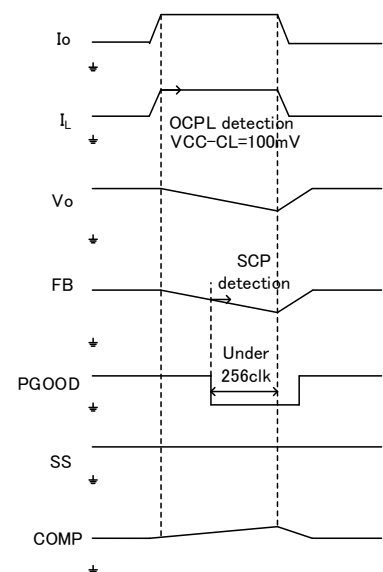 Io
IL
OCPL detection
VCC-CL=100mV
Vo
SCP
detection
FB
Under
256clk
PGOOD
SS
COMP